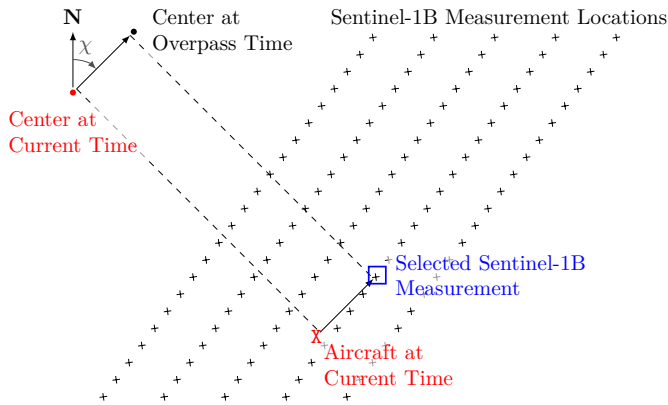 N
χ
Center at
Overpass Time
Sentinel-1B Measurement Locations
Center at
Current Time
Selected Sentinel-1B
Measurement
X
Aircraft at
Current Time